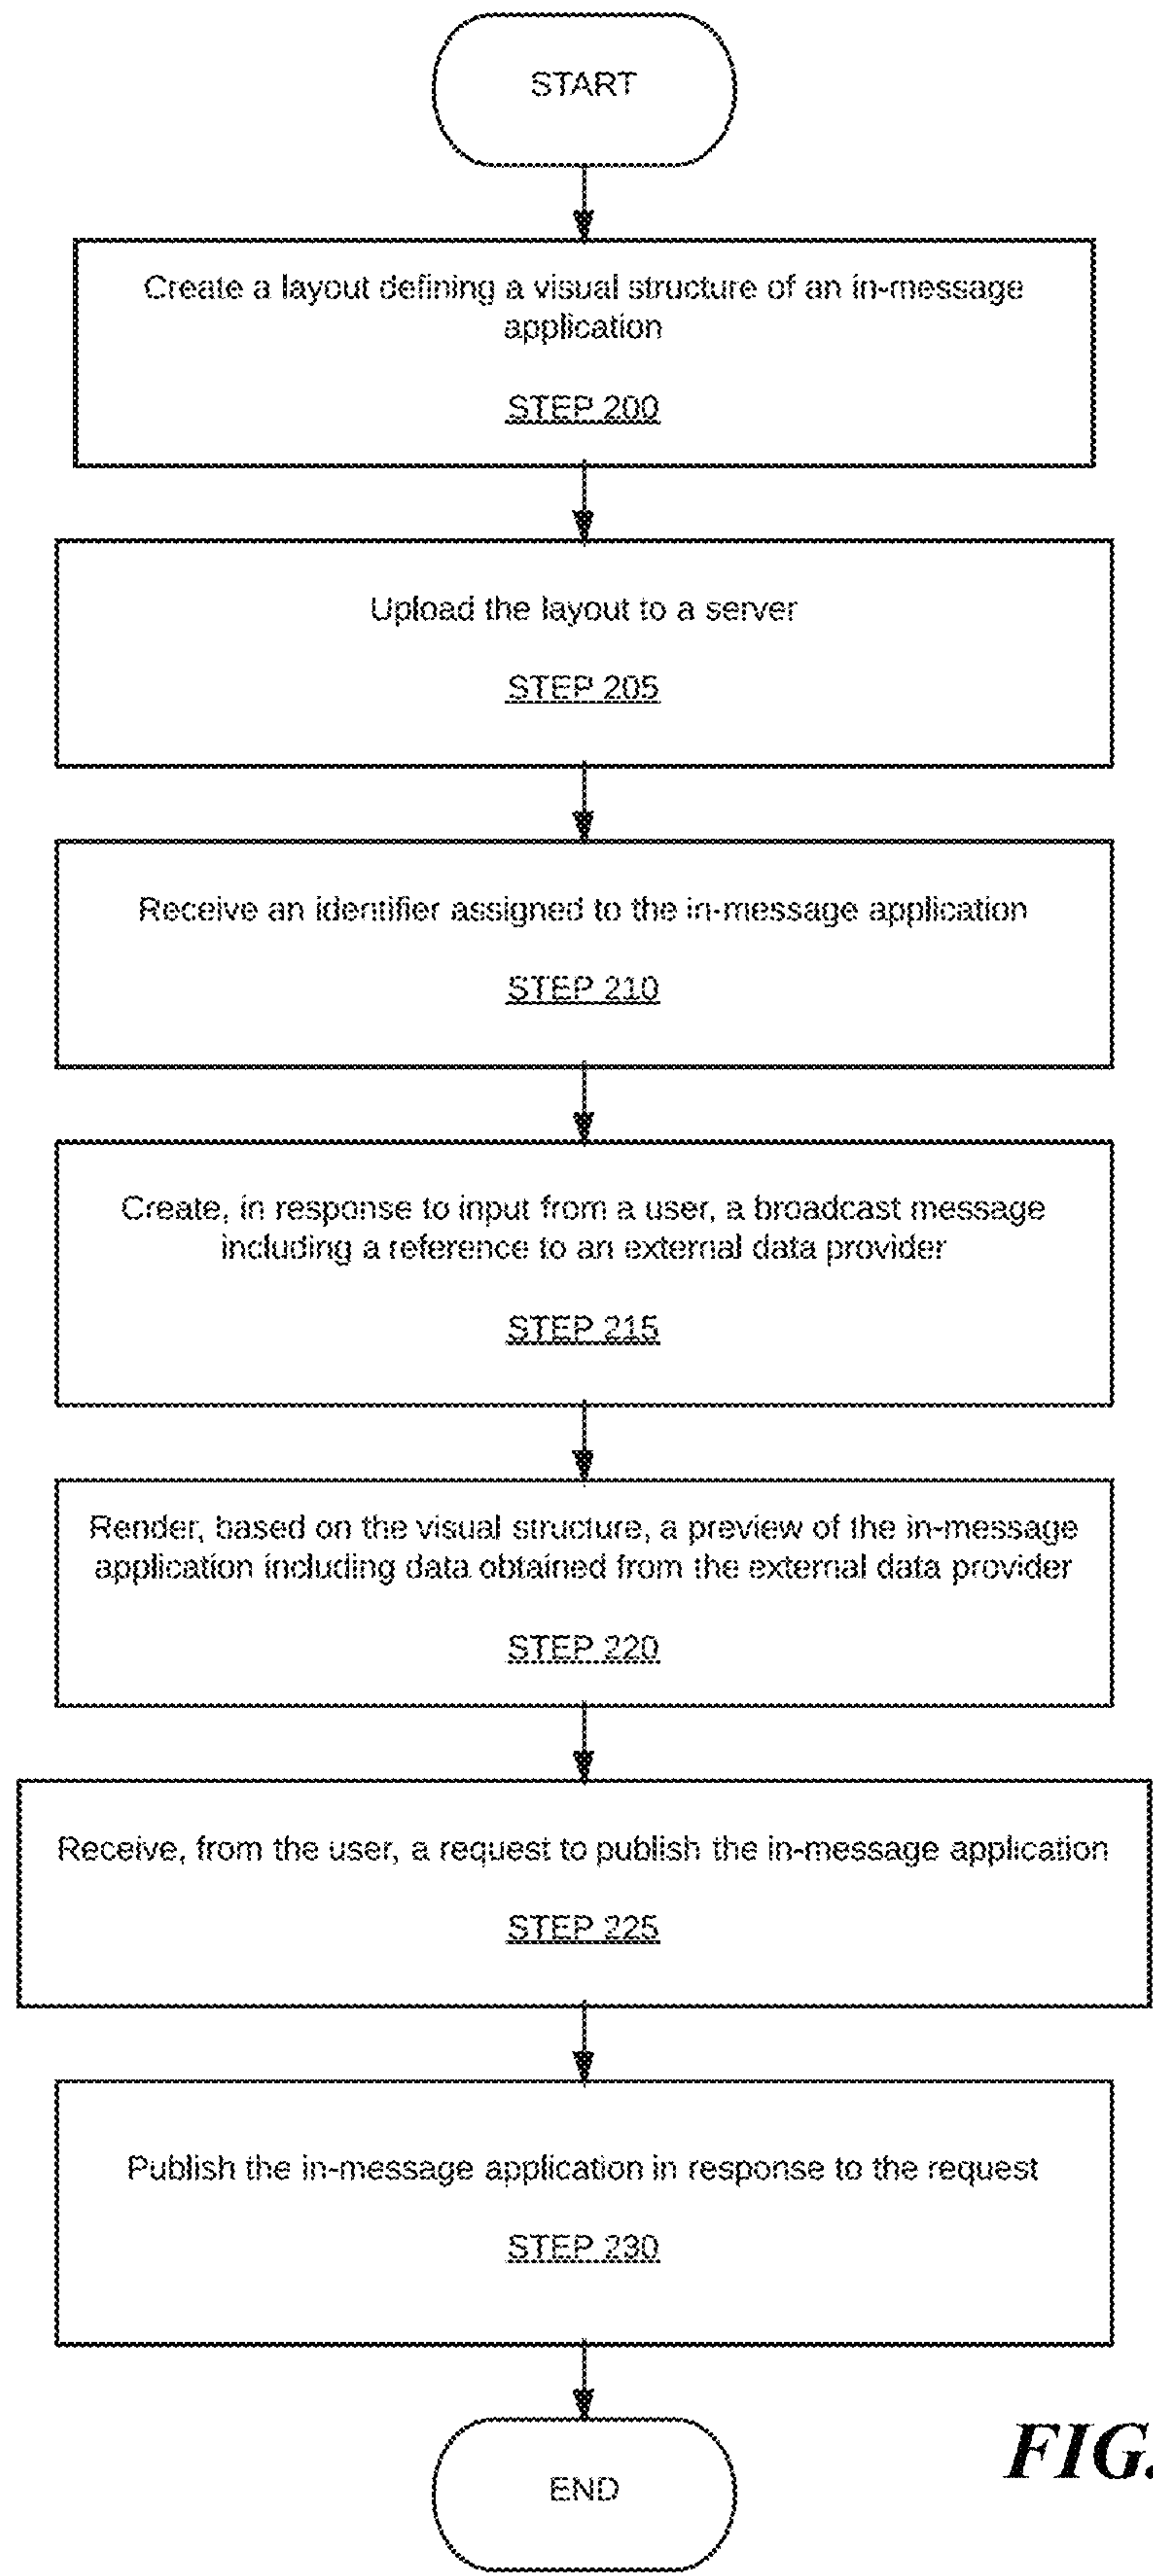 START
Create a layout defining a visual structure of an in-message
application
STEP 200
Upload the layout to a server
STEP 205
Receive an identifier assigned to the in-message application
STEP 210
Create, in response to input from a user, a broadcast message
including a reference to an external data provider
STEP 215
Render, based on the visual structure, a preview of the in-message
application including data obtained from the external data provider
STEP 220
Receive, from the user, a request to publish the in-message application
STEP 225
Publish the in-message application in response to the request
STEP 230
END
FIG.